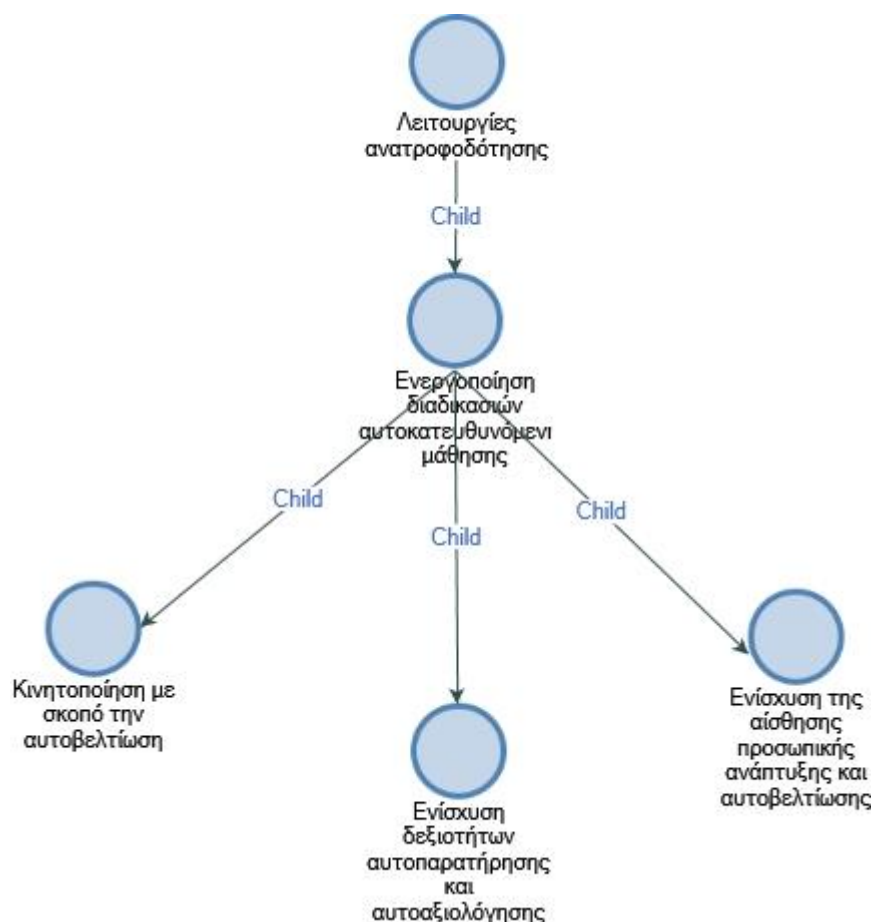 Λειτουργίες
ανατροφοδότησης
Child
Ενεργοποίηση
διαδικασιών
αυτοκατευθυνόμενι
μάθησης
Child
Child
Child
Κινητοποίηση με
σκοπό την
αυτοβελτίωση
Ενίσχυση
δεξιοτήτων
αυτοπαρατήρησης
και
αυτοαξιολόγησης
Ενίσχυση της
αίσθησης
προσωπικής
ανάπτυξης και
αυτοβελτίωσης